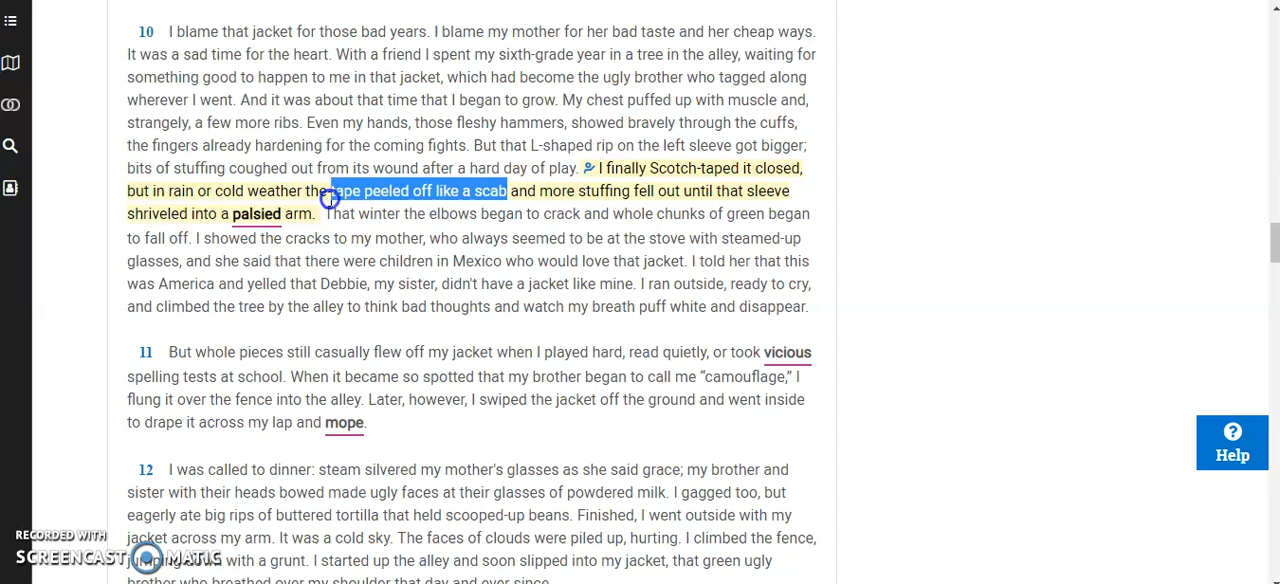 10 I blame that jacket for those bad years. I blame my mother for her bad taste and her cheap ways.
It was a sad time for the heart. With a friend I spent my sixth-grade year in a tree in the alley, waiting for
something good to happen to me in that jacket, which had become the ugly brother who tagged along
wherever I went. And it was about that time that I began to grow. My chest puffed up with muscle and,
strangely, a few more ribs. Even my hands, those fleshy hammers, showed bravely through the cuffs,
the fingers already hardening for the coming fights. But that L-shaped rip on the left sleeve got bigger;
bits of stuffing coughed out from its wound after a hard day of play. I finally Scotch-taped it closed,
but in rain or cold weather the tape peeled off like a scab and more stuffing fell out until that sleeve
shriveled into a palsied arm. That winter the elbows began to crack and whole chunks of green began
to fall off. I showed the cracks to my mother, who always seemed to be at the stove with steamed-up
glasses, and she said that there were children in Mexico who would love that jacket. I told her that this
was America and yelled that Debbie, my sister, didn't have a jacket like mine. I ran outside, ready to cry,
and climbed the tree by the alley to think bad thoughts and watch my breath puff white and disappear.
11 But whole pieces still casually flew off my jacket when I played hard, read quietly, or took vicious
spelling tests at school. When it became so spotted that my brother began to call me “camouflage,” I
flung it over the fence into the alley. Later, however, I swiped the jacket off the ground and went inside
to drape it across my lap and mope.
?
Help
12 I was called to dinner: steam silvered my mother's glasses as she said grace; my brother and
sister with their heads bowed made ugly faces at their glasses of powdered milk. I gagged too, but
eagerly ate big rips of buttered tortilla that held scooped-up beans. Finished, I went outside with my
jacket across my arm. It was a cold sky. The faces of clouds were piled up, hurting. I climbed the fence,
jumping down with a grunt. I started up the alley and soon slipped into my jacket, that green ugly
brother who breathed over my shoulder that day and ever since.
RECORDED WITH
SCREENCAST MATIC